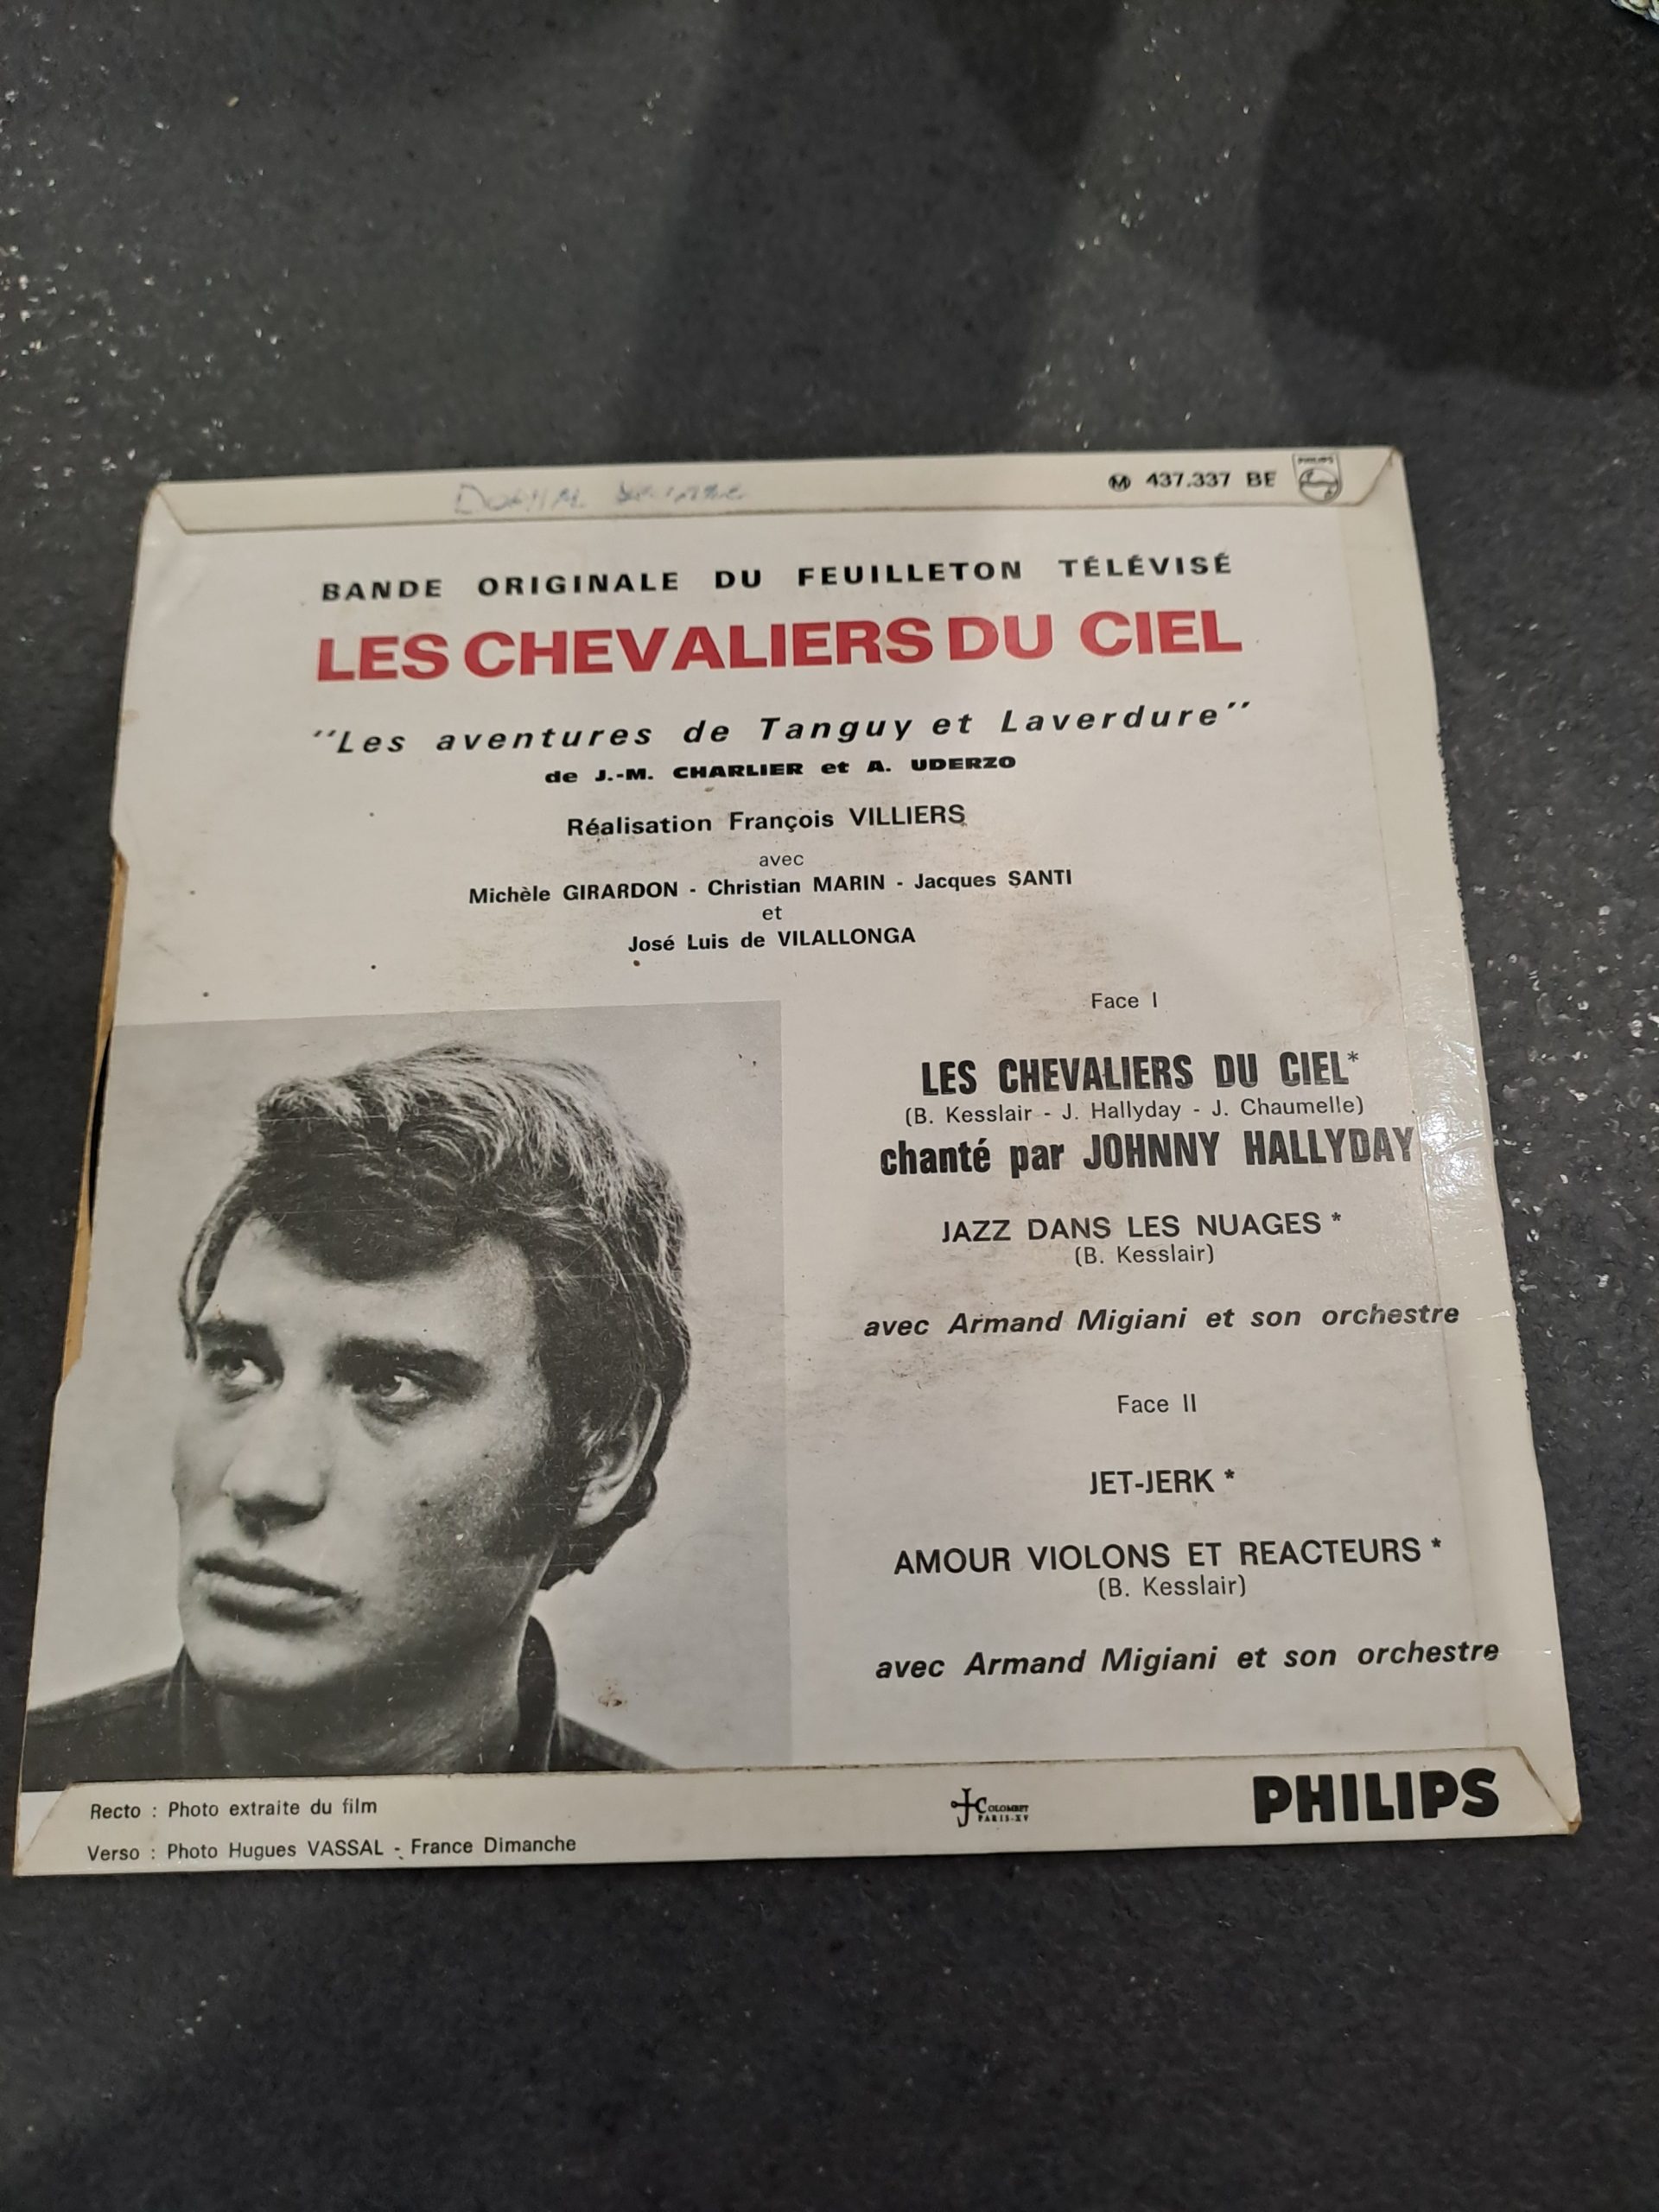 M 437.337 BE
PHILIPS
BANDE ORIGINALE DU FEUILLETON TÉLÉVISÉ
LES CHEVALIERS DU CIEL
"Les aventures de Tanguy et Laverdure"
de J.-M. CHARLIER et A. UDERZO
Réalisation François VILLIERS
avec
Michèle GIRARDON - Christian MARIN - Jacques SANTI
et
José Luis de VILALLONGA
Face I
LES CHEVALIERS DU CIEL*
(B. Kesslair - J. Hallyday - J. Chaumelle)
chanté par JOHNNY HALLYDAY
JAZZ DANS LES NUAGES *
(B. Kesslair)
avec Armand Migiani et son orchestre
Face II
JET-JERK *
AMOUR VIOLONS ET REACTEURS *
(B. Kesslair)
avec Armand Migiani et son orchestre
Recto : Photo extraite du film
Verso : Photo Hugues VASSAL - France Dimanche
J COLOMBET
PARIS-XV
PHILIPS